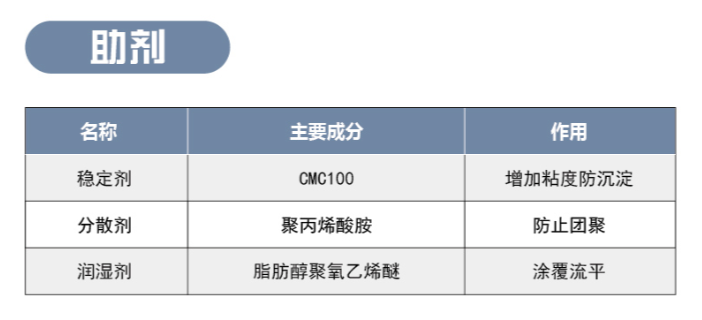 助剂
名称 主要成分 作用
稳定剂 CMC100 增加粘度防沉淀
分散剂 聚丙烯酸胺 防止团聚
润湿剂 脂肪醇聚氧乙烯醚 涂覆流平